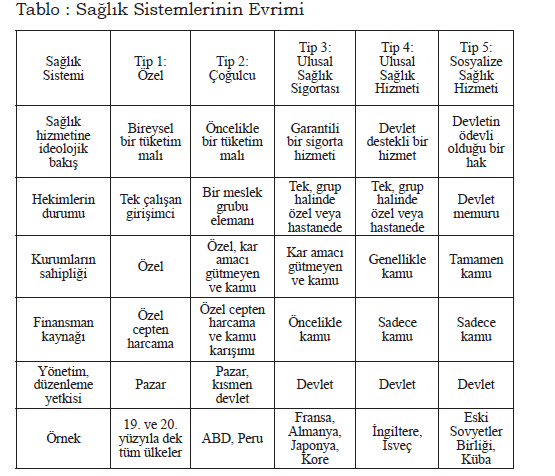 Tablo : Sağlık Sistemlerinin Evrimi
Sağlık
Sistemi
Tip 1:
Özel
Tip 2:
Çoğulcu
Tip 3:
Ulusal
Sağlık
Sigortası
Tip 4:
Ulusal
Sağlık
Hizmeti
Tip 5:
Sosyalize
Sağlık
Hizmeti
Sağlık
hizmetine
ideolojik
bakış
Bireysel
bir tüketim
malı
Öncelikle
bir tüketim
malı
Garantili
bir sigorta
hizmeti
Devlet
destekli bir
hizmet
Devletin
ödevli
olduğu bir
hak
Hekimlerin
durumu
Tek çalışan
girişimci
Bir meslek
grubu
elemanı
Tek, grup
halinde
özel veya
hastanede
Tek, grup
halinde
özel veya
hastanede
Devlet
memuru
Kurumların
sahipliği
Özel
Özel, kar
amacı
gütmeyen
ve kamu
Kar amacı
gütmeyen
ve kamu
Genellikle
kamu
Tamamen
kamu
Finansman
kaynağı
Özel
cepten
harcama
Özel cepten
harcama
ve kamu
karışımı
Öncelikle
kamu
Sadece
kamu
Sadece
kamu
Yönetim,
düzenleme
yetkisi
Pazar
Pazar,
kısmen
devlet
Devlet
Devlet
Devlet
Örnek
19. ve 20.
yüzyıla dek
tüm ülkeler
ABD, Peru
Fransa,
Almanya,
Japonya,
Kore
İngiltere,
İsveç
Eski
Sovyetler
Birliği,
Küba